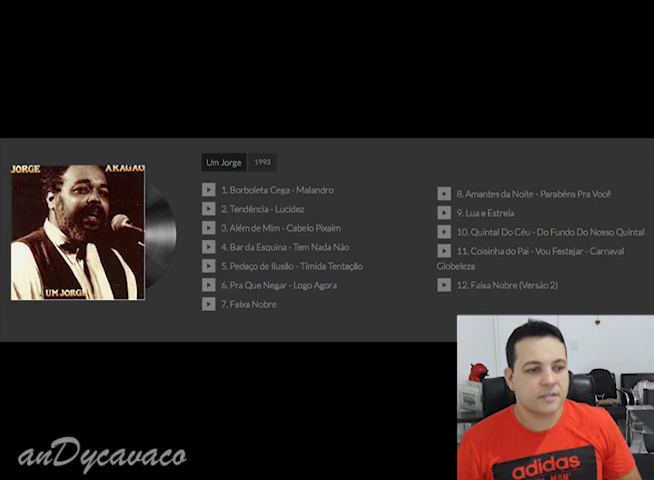 JORGE ARAGAO
UM JORGE
Um Jorge 1993
1. Borboleta Cega - Malandro
2. Tendência - Lucidez
3. Além de Mim - Cabelo Pixaim
4. Bar da Esquina - Tem Nada Não
5. Pedaço de Ilusão - Tímida Tentação
6. Pra Que Negar - Logo Agora
7. Faixa Nobre
8. Amantes da Noite - Parabéns Pra Você
9. Lua e Estrela
10. Quintal Do Céu - Do Fundo Do Nosso Quintal
11. Coisinha do Pai - Vou Festejar - Carnaval
Globeleza
12. Faixa Nobre (Versão 2)
anDycavaco
adidas